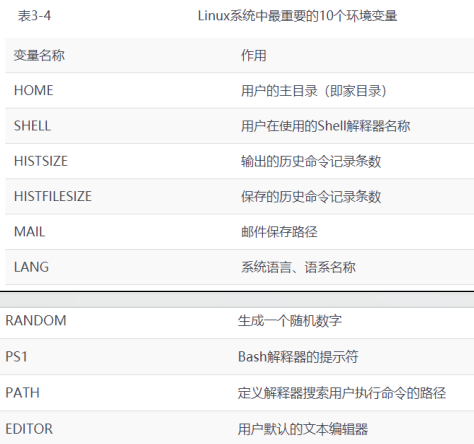 表3-4 Linux系统中最重要的10个环境变量
变量名称 作用
HOME 用户的主目录（即家目录）
SHELL 用户在使用的Shell解释器名称
HISTSIZE 输出的历史命令记录条数
HISTFILESIZE 保存的历史命令记录条数
MAIL 邮件保存路径
LANG 系统语言、语系名称
RANDOM 生成一个随机数字
PS1 Bash解释器的提示符
PATH 定义解释器搜索用户执行命令的路径
EDITOR 用户默认的文本编辑器